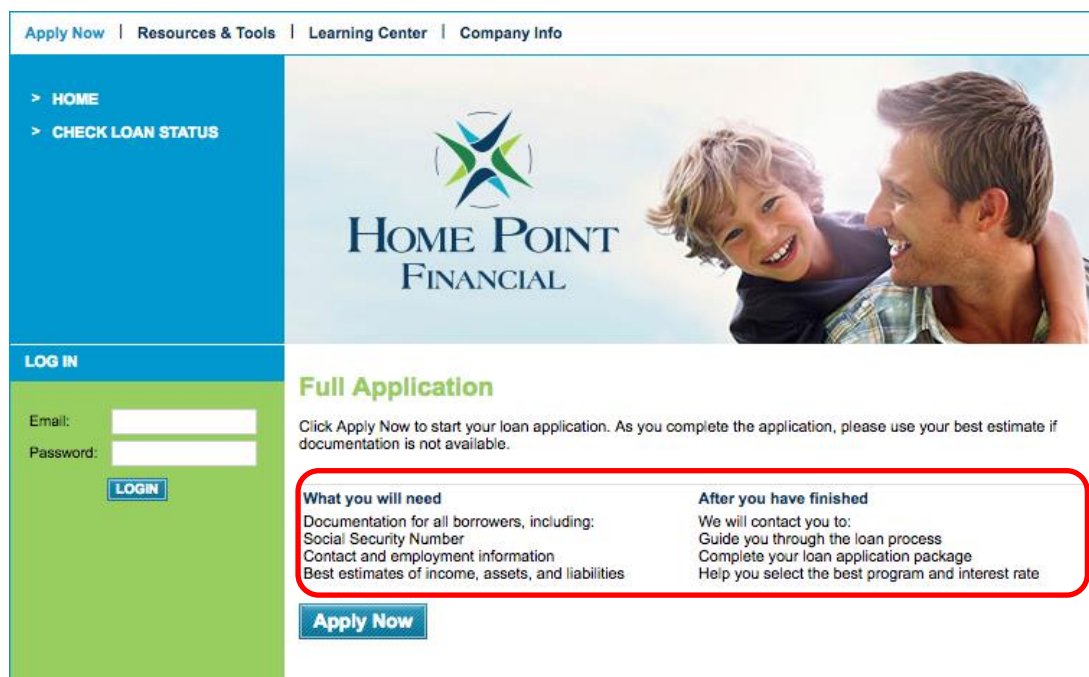 Apply Now | Resources & Tools | Learning Center | Company Info
> HOME
> CHECK LOAN STATUS
HOME POINT
FINANCIAL
LOG IN
Email:
Password:
LOGIN
Full Application
Click Apply Now to start your loan application. As you complete the application, please use your best estimate if
documentation is not available.
What you will need
Documentation for all borrowers, including:
Social Security Number
Contact and employment information
Best estimates of income, assets, and liabilities
After you have finished
We will contact you to:
Guide you through the loan process
Complete your loan application package
Help you select the best program and interest rate
Apply Now